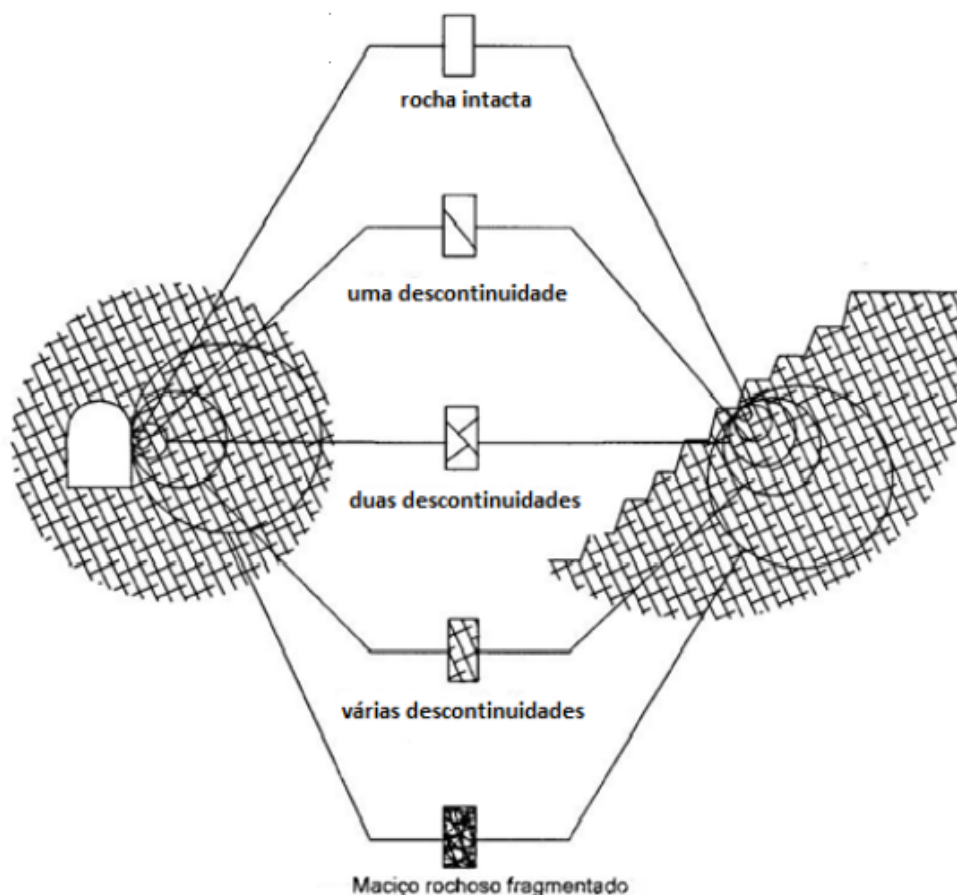 rocha intacta
uma descontinuidade
duas descontinuidades
várias descontinuidades
Maciço rochoso fragmentado